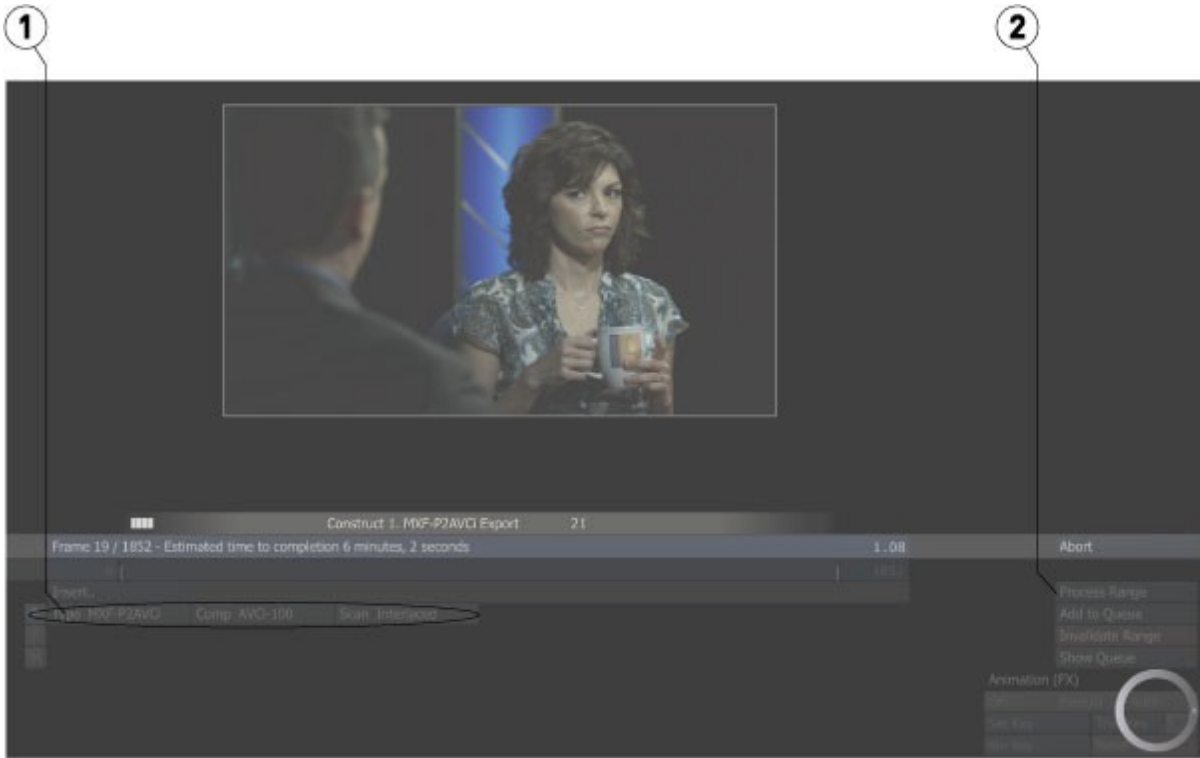 1
2
Construct 1. MXF-P2AVCi Export 21
Frame 19 / 1852 - Estimated time to completion 6 minutes, 2 seconds 1.08 Abort
1852
Insert..
Process Range
Type MXF-P2AVCi Comp AVCi-100 Scan Interlaced
Add to Queue
Invalidate Range
Show Queue
Animation (FX)
Set Key